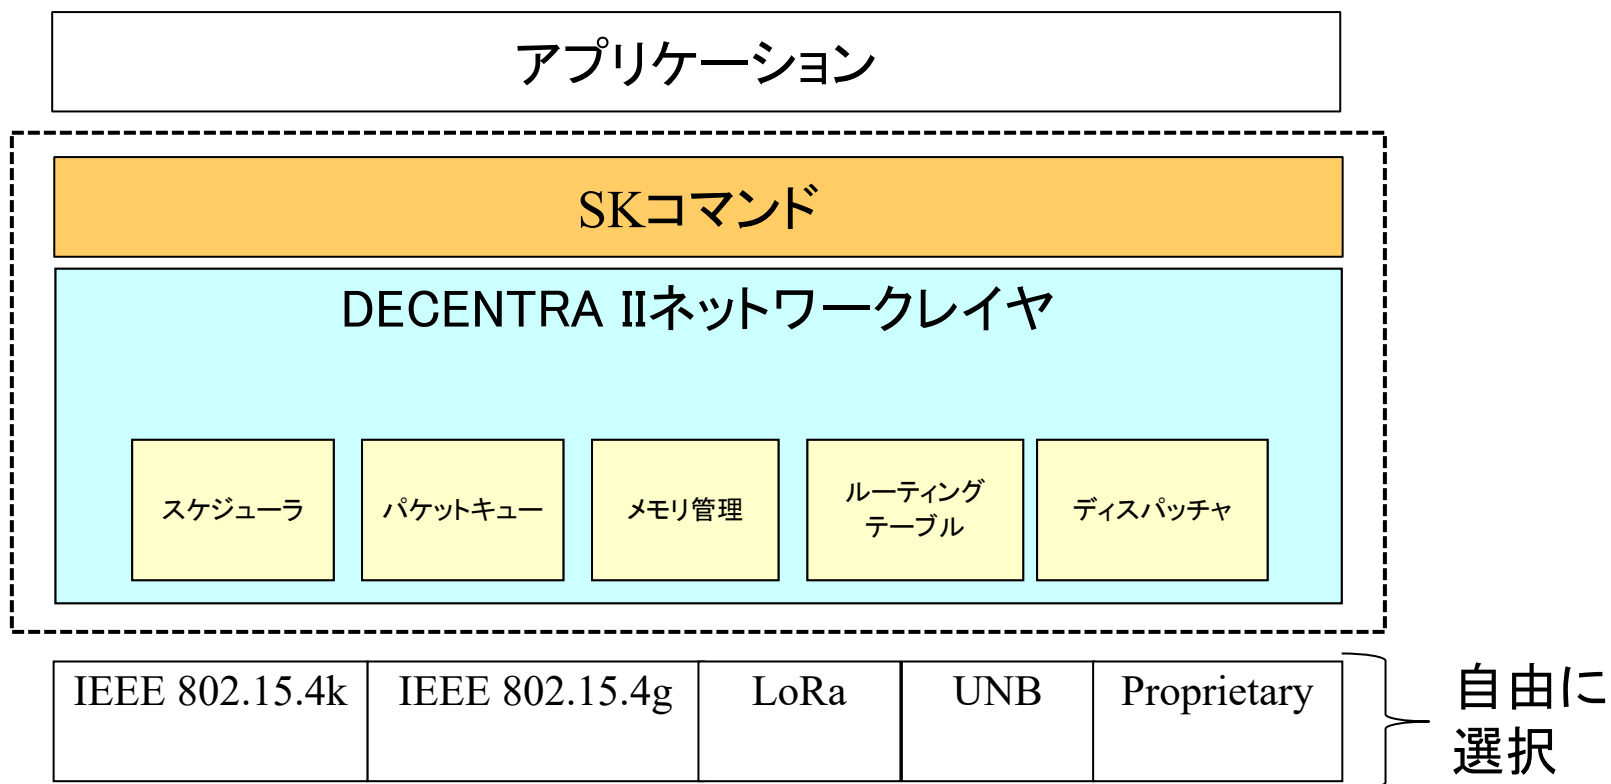 アプリケーション
SKコマンド
DECENTRA IIネットワークレイヤ
スケジューラ
パケットキュー
メモリ管理
ルーティング
テーブル
ディスパッチャ
IEEE 802.15.4k
IEEE 802.15.4g
LoRa
UNB
Proprietary
自由に
選択